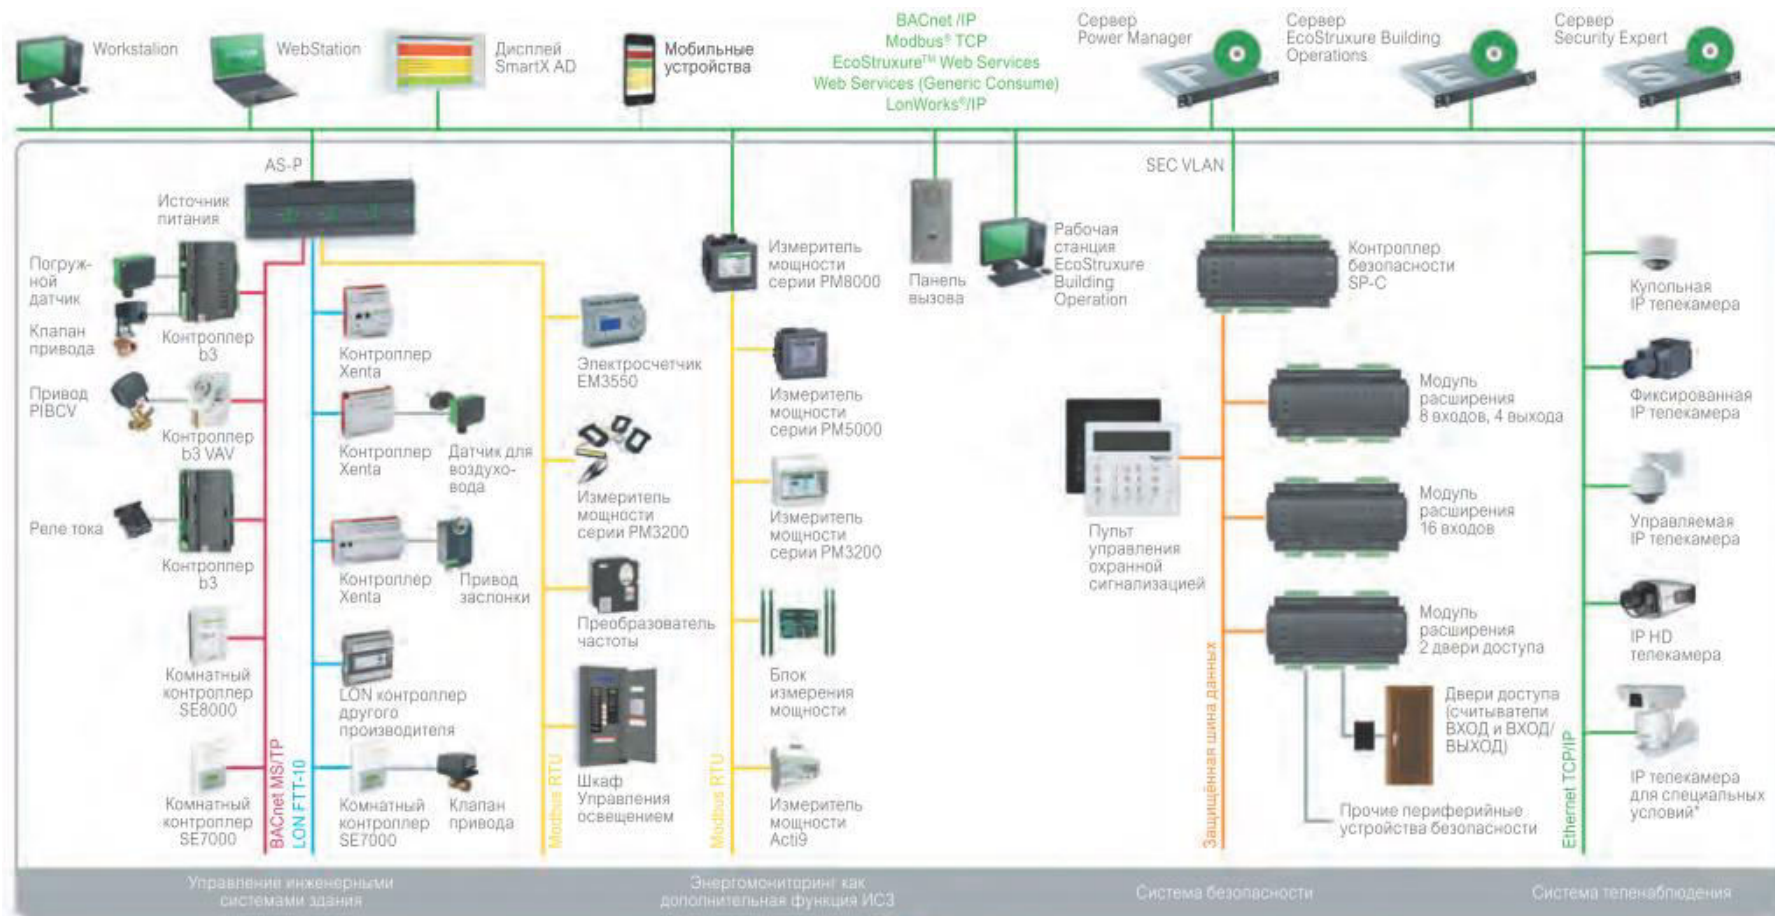 Workstalion
WebStation
Дисплей
SmartX AD
Мобильные
устройства
BACnet /IP
Modbus® TCP
EcoStruxure™ Web Services
Web Services (Generic Consume)
LonWorks®/IP
Сервер
Power Manager
Сервер
EcoStruxure Building
Operations
Сервер
Security Expert
P
E
S
AS-P
Источник
питания
Погруж-
ной
датчик
Клапан
привода
Контроллер
b3
Привод
PIBCV
Контроллер
b3 VAV
Реле тока
Контроллер
b3
Комнатный
контроллер
SE8000
Комнатный
контроллер
SE7000
BACnet MS/TP
LON FTT-10
Контроллер
Xenta
Контроллер
Xenta
Датчик для
воздухо-
вода
Контроллер
Xenta
Привод
заслонки
LON контроллер
другого
производителя
Комнатный
контроллер
SE7000
Клапан
привода
Modbus RTU
Электросчетчик
EM3550
Измеритель
мощности
серии PM3200
Преобразователь
частоты
Шкаф
Управления
освещением
Modbus RTU
Измеритель
мощности
серии PM8000
Измеритель
мощности
серии PM5000
Измеритель
мощности
серии PM3200
Блок
измерения
мощности
Измеритель
мощности
Acti9
Панель
вызова
Рабочая
станция
EcoStruxure
Building
Operation
SEC VLAN
Контроллер
безопасности
SP-C
Модуль
расширения
8 входов, 4 выхода
Пульт
управления
охранной
сигнализацией
Модуль
расширения
16 входов
Модуль
расширения
2 двери доступа
Защищённая шина данных
Двери доступа
(считыватели
ВХОД и ВХОД/
ВЫХОД)
Прочие периферийные
устройства безопасности
Ethernet TCP/IP
Купольная
IP телекамера
Фиксированная
IP телекамера
Управляемая
IP телекамера
IP HD
телекамера
IP телекамера
для специальных
условий*
Управление инженерными
системами здания
Энергомониторинг как
дополнительная функция ИСЗ
Система безопасности
Система теленаблюдения